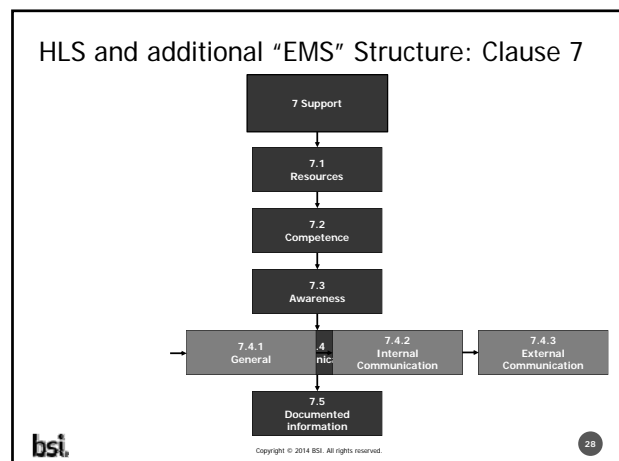 HLS and additional “EMS” Structure: Clause 7
7 Support
7.1
Resources
7.2
Competence
7.3
Awareness
7.4.1
General
.4
nica
7.4.2
Internal
Communication
7.4.3
External
Communication
7.5
Documented
information
bsi.
Copyright © 2014 BSI. All rights reserved.
28